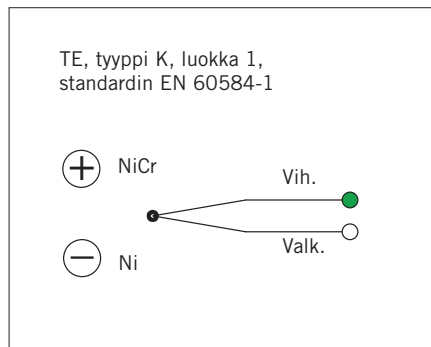 TE, tyyppi K, luokka 1,
standardin EN 60584-1
+ NiCr
Vih.
− Ni
Valk.